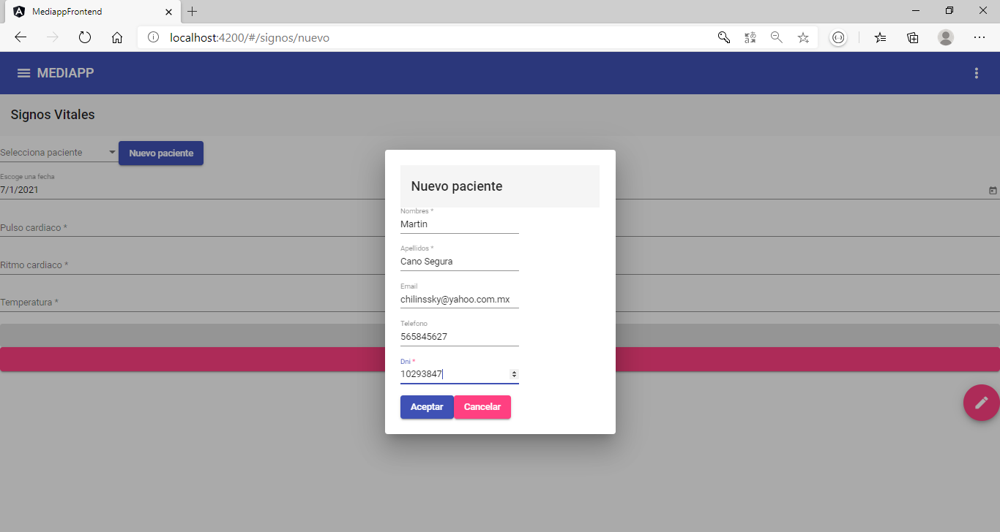 MediappFrontend
localhost:4200/#/signos/nuevo
MEDIAPP
Signos Vitales
Selecciona paciente
Nuevo paciente
Escoge una fecha
7/1/2021
Pulso cardiaco *
Ritmo cardiaco *
Temperatura *
Nuevo paciente
Nombres *
Martin
Apellidos *
Cano Segura
Email
chilinssky@yahoo.com.mx
Telefono
565845627
Dni *
10293847
Aceptar Cancelar